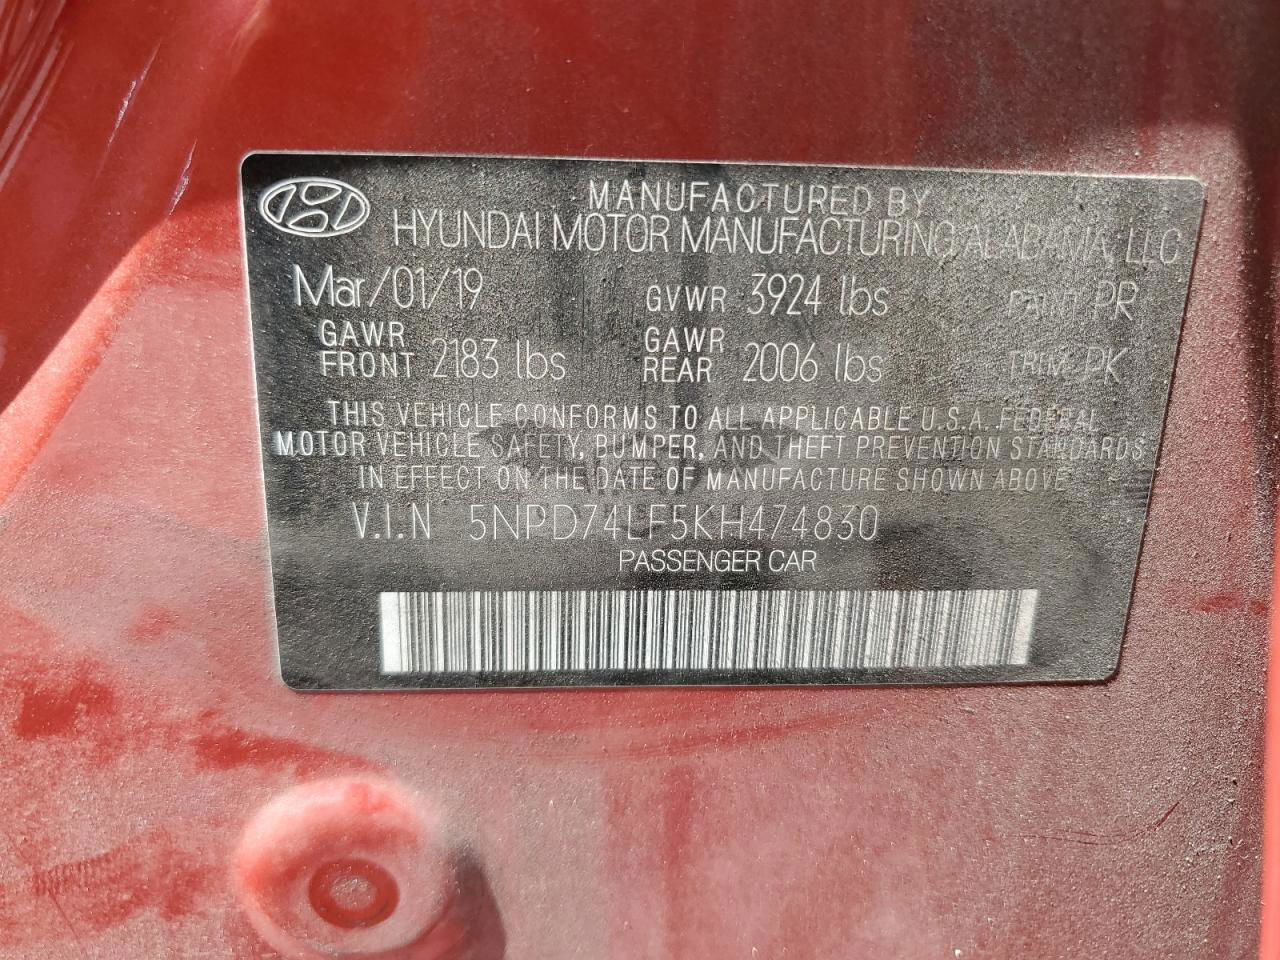 MANUFACTURED BY
HYUNDAI MOTOR MANUFACTURING ALABAMA, LLC
Mar/01/19 GVWR 3924 lbs PAINT PR
GAWR FRONT 2183 lbs GAWR REAR 2006 lbs TRIM PK
THIS VEHICLE CONFORMS TO ALL APPLICABLE U.S.A. FEDERAL
MOTOR VEHICLE SAFETY, BUMPER, AND THEFT PREVENTION STANDARDS
IN EFFECT ON THE DATE OF MANUFACTURE SHOWN ABOVE
V.I.N 5NPD74LF5KH474830
PASSENGER CAR